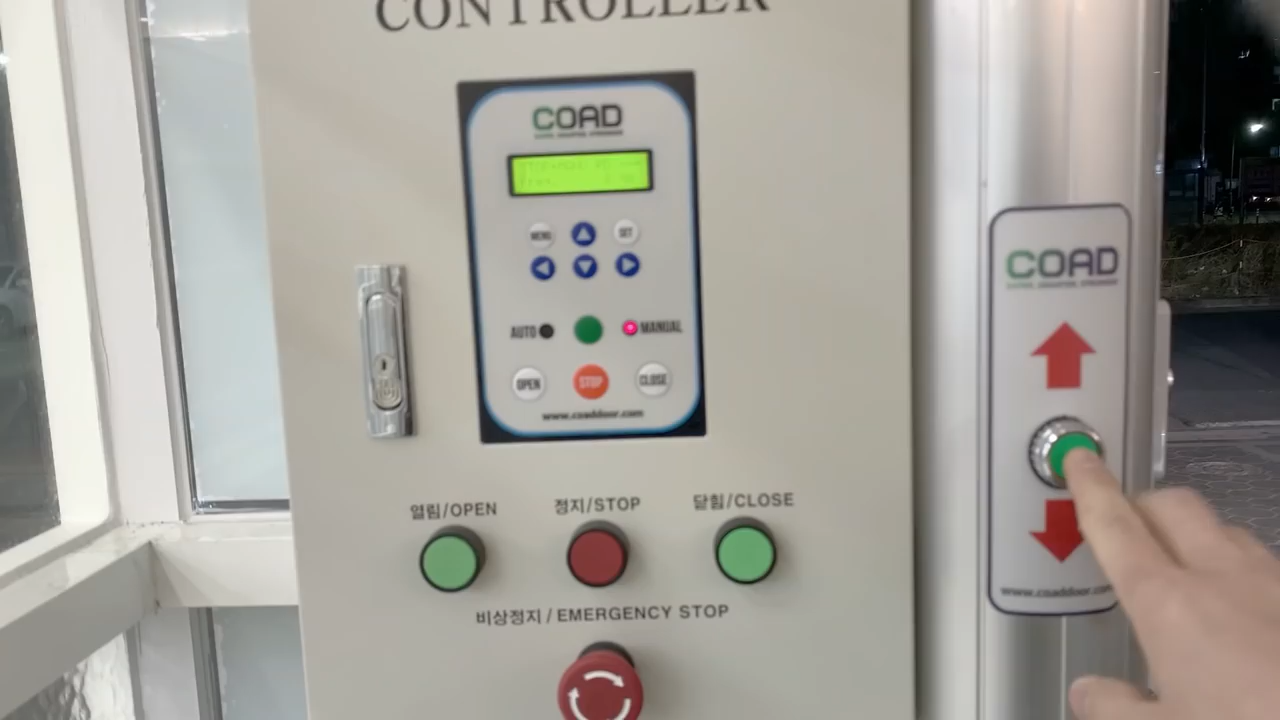 CONTROLLER
COAD
MENU
SET
AUTO
MANUAL
OPEN
STOP
CLOSE
www.coaddoor.com
열림/OPEN
정지/STOP
닫힘/CLOSE
비상정지 / EMERGENCY STOP
COAD
www.coaddoor.com